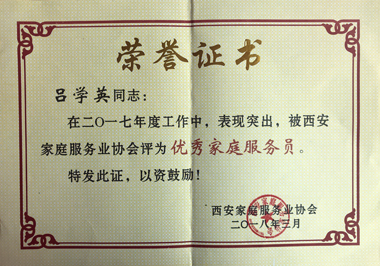 荣誉证书
吕学英同志：
在二〇一七年度工作中，表现突出，被西安
家庭服务业协会评为优秀家庭服务员。
特发此证，以资鼓励！
西安家庭服务业协会
二〇一八年三月